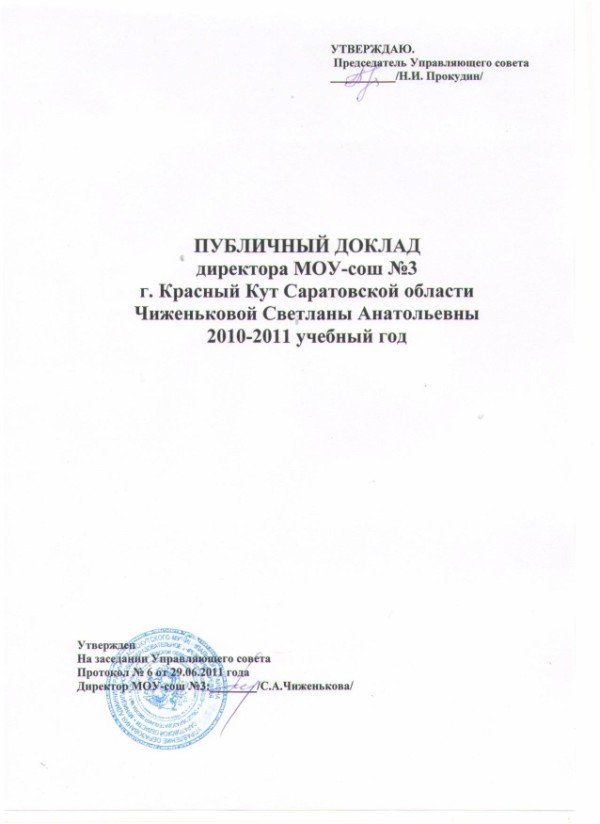 УТВЕРЖДАЮ.
Председатель Управляющего совета
___________/Н.И. Прокудин/
ПУБЛИЧНЫЙ ДОКЛАД
директора МОУ-сош №3
г. Красный Кут Саратовской области
Чиженьковой Светланы Анатольевны
2010-2011 учебный год
Утвержден
На заседании Управляющего совета
Протокол № 6 от 29.06.2011 года
Директор МОУ-сош №3:________/С.А.Чиженькова/